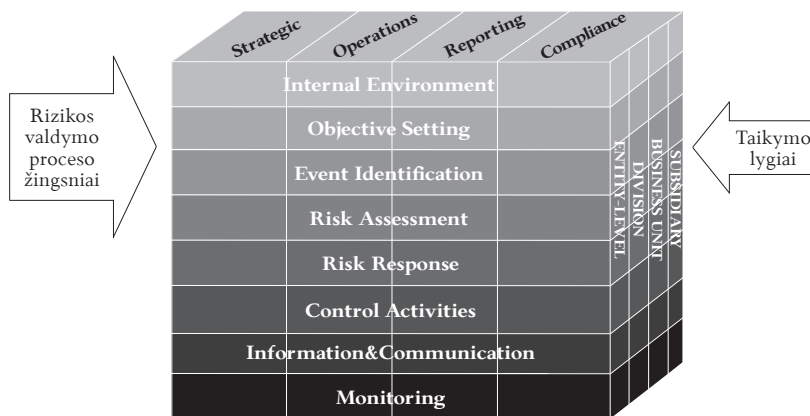 Strategic
Operations
Reporting
Compliance
Rizikos
valdymo
proceso
žingsniai
Internal Environment
Objective Setting
Event Identification
Risk Assessment
Risk Response
Control Activities
Information&Communication
Monitoring
ENTITY-LEVEL
DIVISION
BUSINESS UNIT
SUBSIDIARY
Taikymo
lygiai